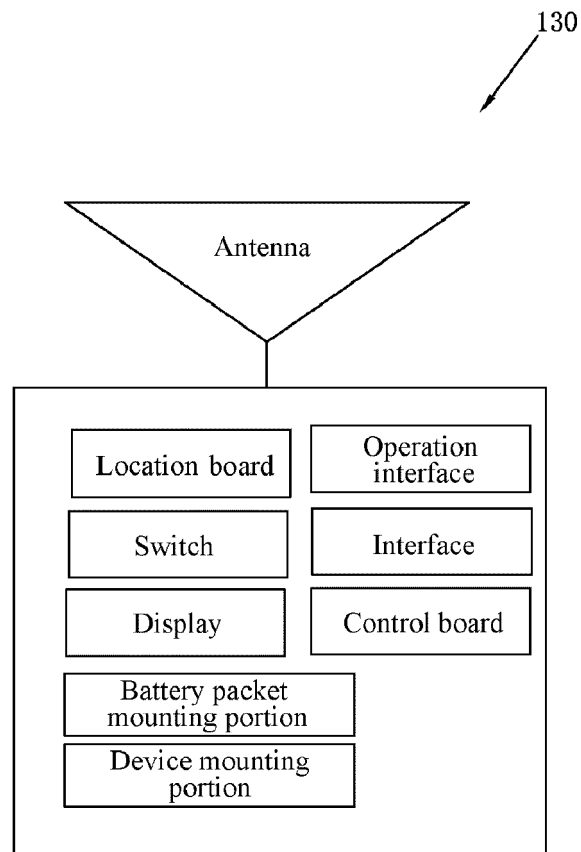 130
Antenna
Location board
Operation
interface
Switch
Interface
Display
Control board
Battery packet
mounting portion
Device mounting
portion